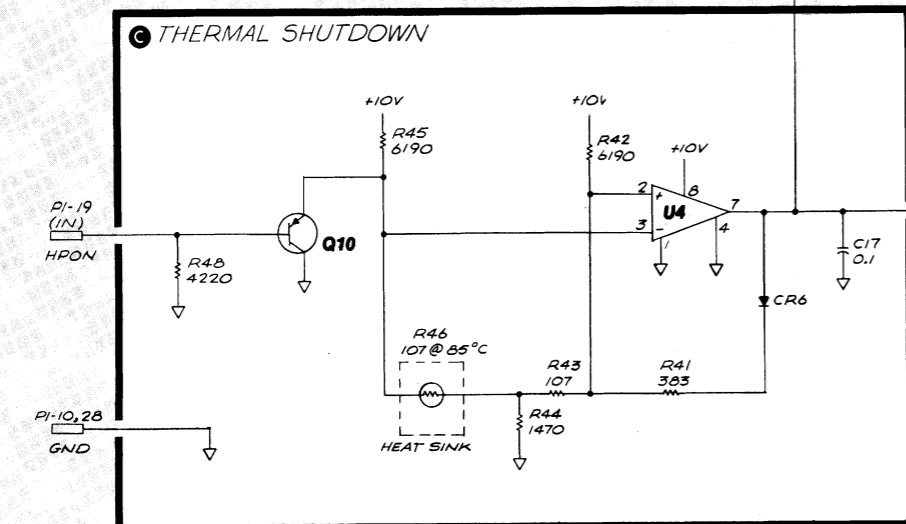 C THERMAL SHUTDOWN
+10V
R45
6190
+10V
R42
6190
+10V
8
2
+
U4
7
3
-
1
4
P1-19
(IN)
HPON
R48
4220
Q10
C17
0.1
CR6
R46
107@85°C
HEAT SINK
R43
107
R41
383
R44
1470
P1-10,28
GND